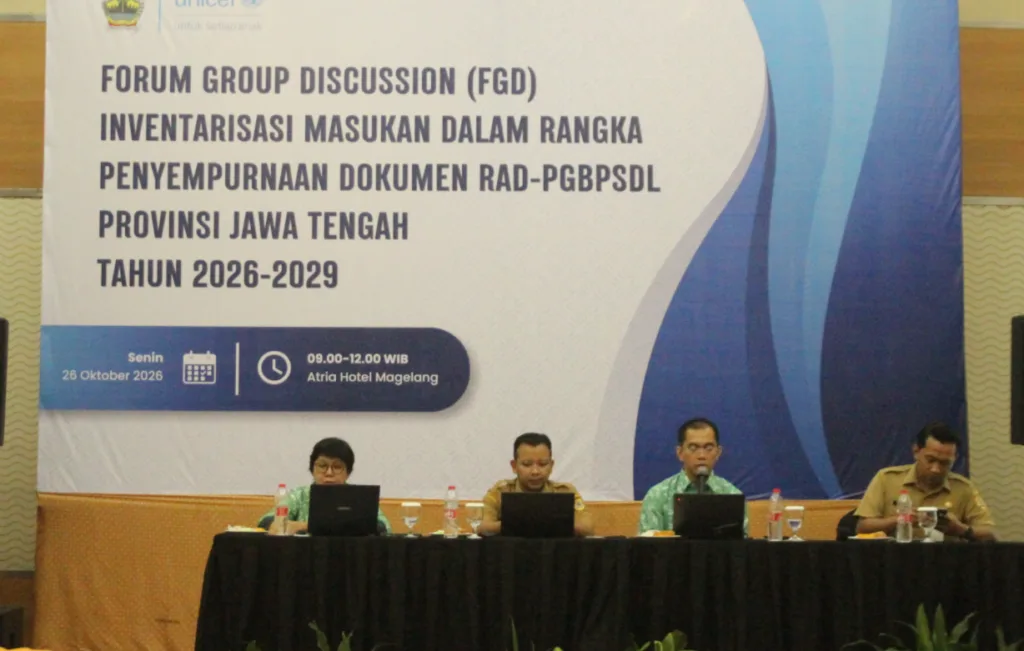 unicef
FORUM GROUP DISCUSSION (FGD)
INVENTARISASI MASUKAN DALAM RANGKA
PENYEMPURNAAN DOKUMEN RAD-PGBPSDL
PROVINSI JAWA TENGAH
TAHUN 2026-2029
Senin
26 Oktober 2026
09.00-12.00 WIB
Atria Hotel Magelang